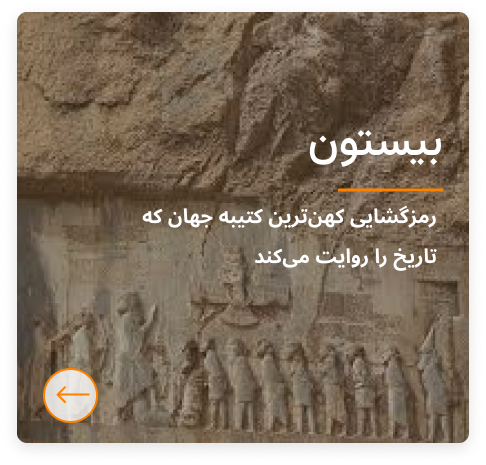 بیستون
رمزگشایی کهن‌ترین کتیبه جهان که
تاریخ را روایت می‌کند